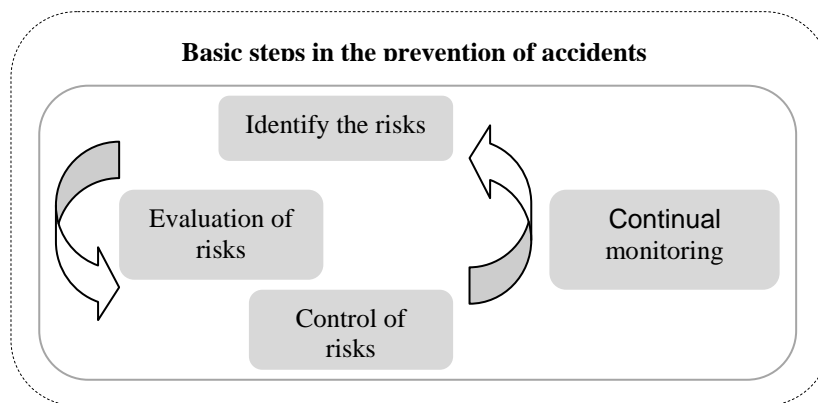 Basic steps in the prevention of accidents
Identify the risks
Evaluation of
risks
Continual
monitoring
Control of
risks